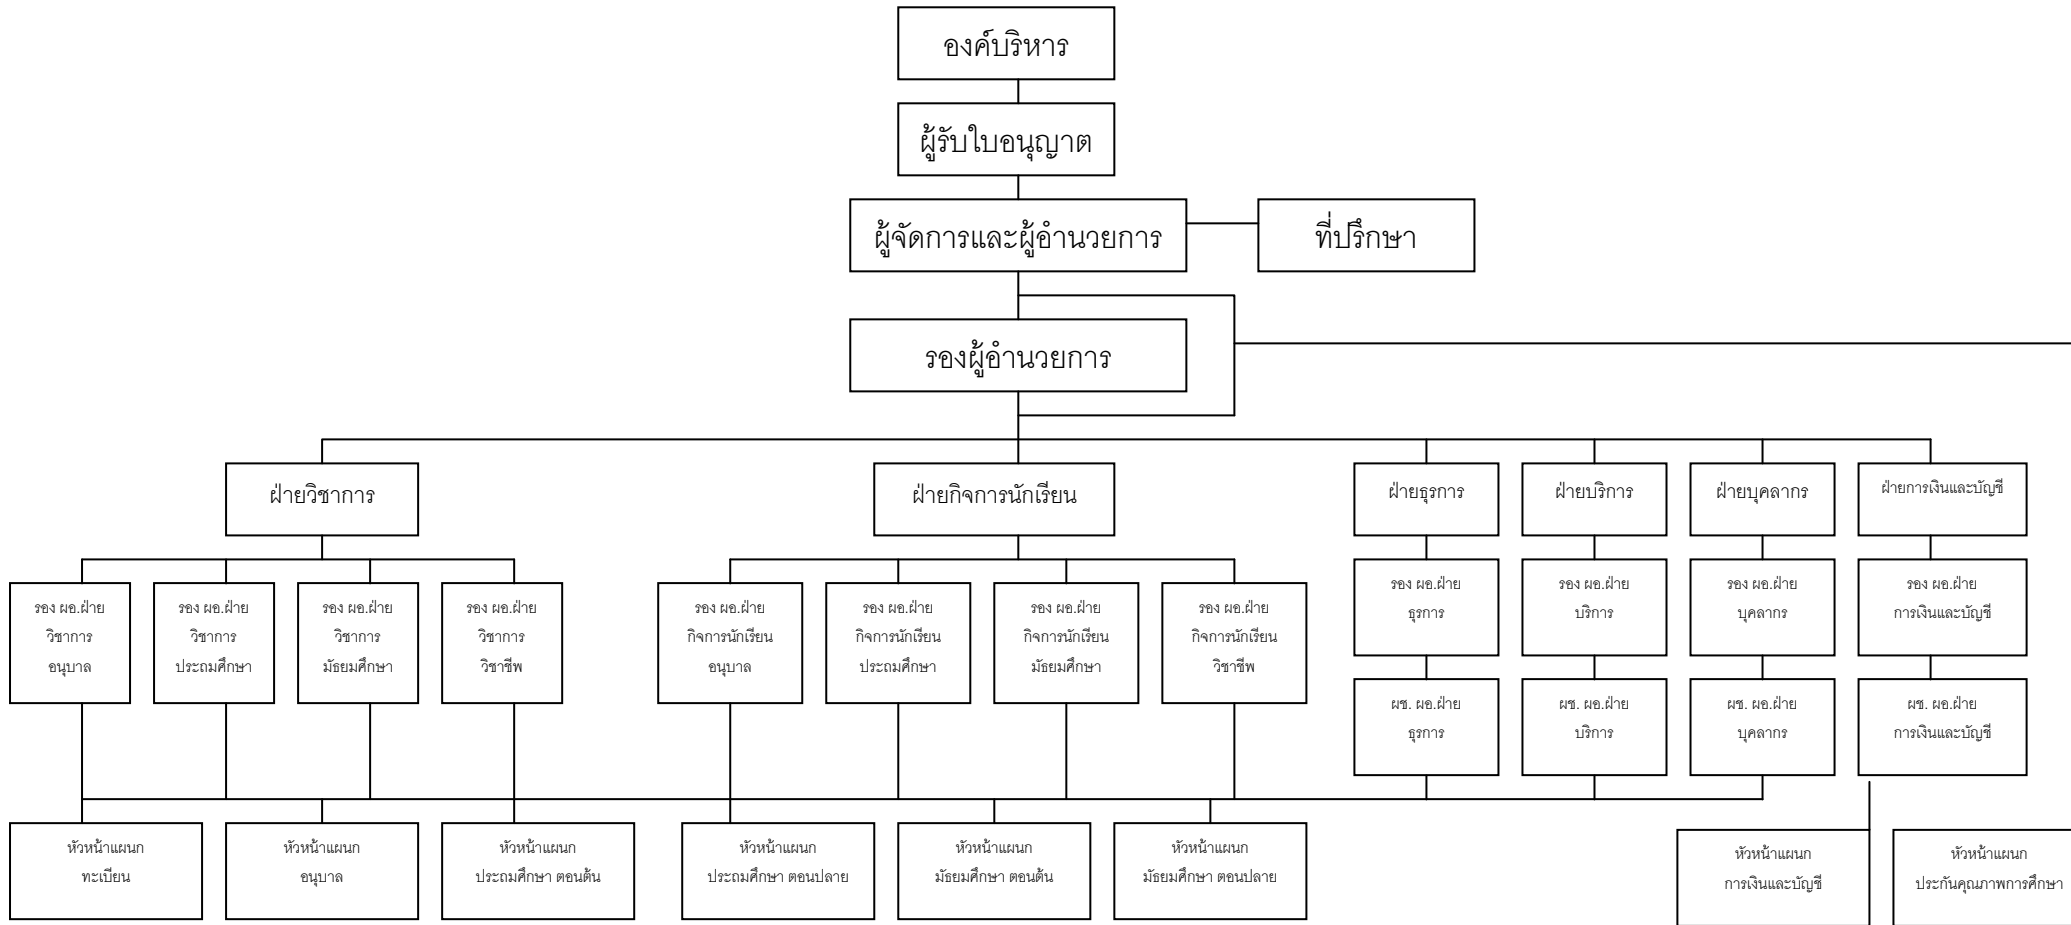 องค์บริหาร
ผู้รับใบอนุญาต
ผู้จัดการและผู้อำนวยการ
ที่ปรึกษา
รองผู้อำนวยการ
ฝ่ายวิชาการ
ฝ่ายกิจการนักเรียน
ฝ่ายธุรการ
ฝ่ายบริการ
ฝ่ายบุคลากร
ฝ่ายการเงินและบัญชี
รอง ผอ.ฝ่าย
วิชาการ
อนุบาล
รอง ผอ.ฝ่าย
วิชาการ
ประถมศึกษา
รอง ผอ.ฝ่าย
วิชาการ
มัธยมศึกษา
รอง ผอ.ฝ่าย
วิชาการ
วิชาชีพ
รอง ผอ.ฝ่าย
กิจการนักเรียน
อนุบาล
รอง ผอ.ฝ่าย
กิจการนักเรียน
ประถมศึกษา
รอง ผอ.ฝ่าย
กิจการนักเรียน
มัธยมศึกษา
รอง ผอ.ฝ่าย
กิจการนักเรียน
วิชาชีพ
รอง ผอ.ฝ่าย
ธุรการ
รอง ผอ.ฝ่าย
บริการ
รอง ผอ.ฝ่าย
บุคลากร
รอง ผอ.ฝ่าย
การเงินและบัญชี
ผช. ผอ.ฝ่าย
ธุรการ
ผช. ผอ.ฝ่าย
บริการ
ผช. ผอ.ฝ่าย
บุคลากร
ผช. ผอ.ฝ่าย
การเงินและบัญชี
หัวหน้าแผนก
ทะเบียน
หัวหน้าแผนก
อนุบาล
หัวหน้าแผนก
ประถมศึกษา ตอนต้น
หัวหน้าแผนก
ประถมศึกษา ตอนปลาย
หัวหน้าแผนก
มัธยมศึกษา ตอนต้น
หัวหน้าแผนก
มัธยมศึกษา ตอนปลาย
หัวหน้าแผนก
การเงินและบัญชี
หัวหน้าแผนก
ประกันคุณภาพการศึกษา